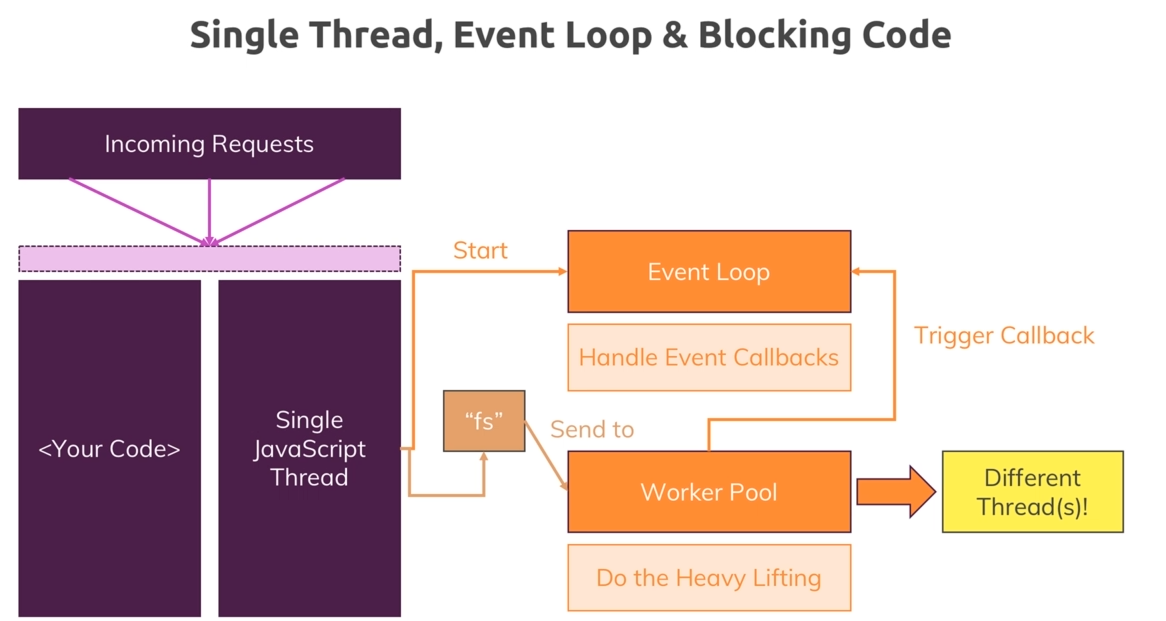 Single Thread, Event Loop & Blocking Code
Incoming Requests
Start
Event Loop
Handle Event Callbacks
Trigger Callback
<Your Code>
Single
JavaScript
Thread
“fs”
Send to
Worker Pool
Different
Thread(s)!
Do the Heavy Lifting